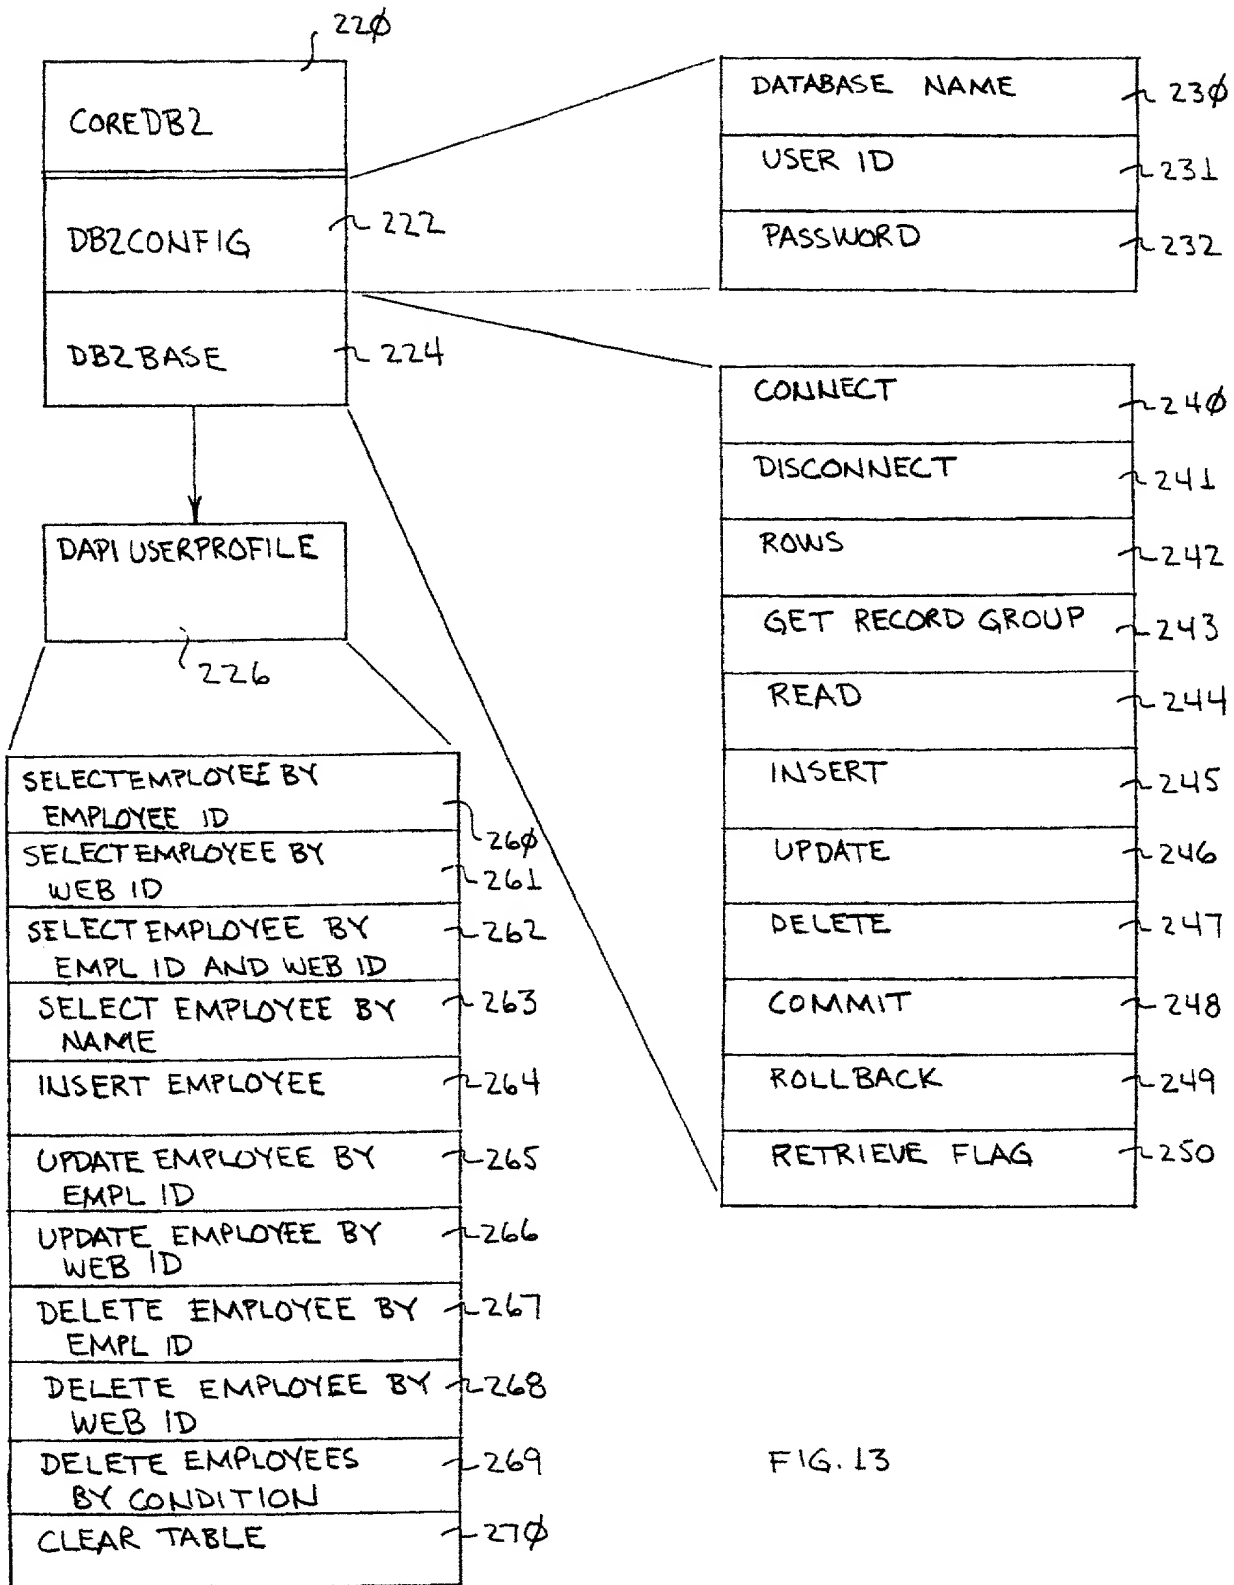 220
COREDB2
DB2CONFIG
222
DB2BASE
224
DATABASE NAME
230
USER ID
231
PASSWORD
232
CONNECT
240
DISCONNECT
241
ROWS
242
GET RECORD GROUP
243
READ
244
INSERT
245
UPDATE
246
DELETE
247
COMMIT
248
ROLLBACK
249
RETRIEVE FLAG
250
DAPIUSERPROFILE
226
SELECTEMPLOYEE BY
EMPLOYEE ID
260
SELECTEMPLOYEE BY
WEB ID
261
SELECTEMPLOYEE BY
EMPL ID AND WEB ID
262
SELECT EMPLOYEE BY
NAME
263
INSERT EMPLOYEE
264
UPDATE EMPLOYEE BY
EMPL ID
265
UPDATE EMPLOYEE BY
WEB ID
266
DELETE EMPLOYEE BY
EMPL ID
267
DELETE EMPLOYEE BY
WEB ID
268
DELETE EMPLOYEES
BY CONDITION
269
CLEAR TABLE
270
FIG. 13